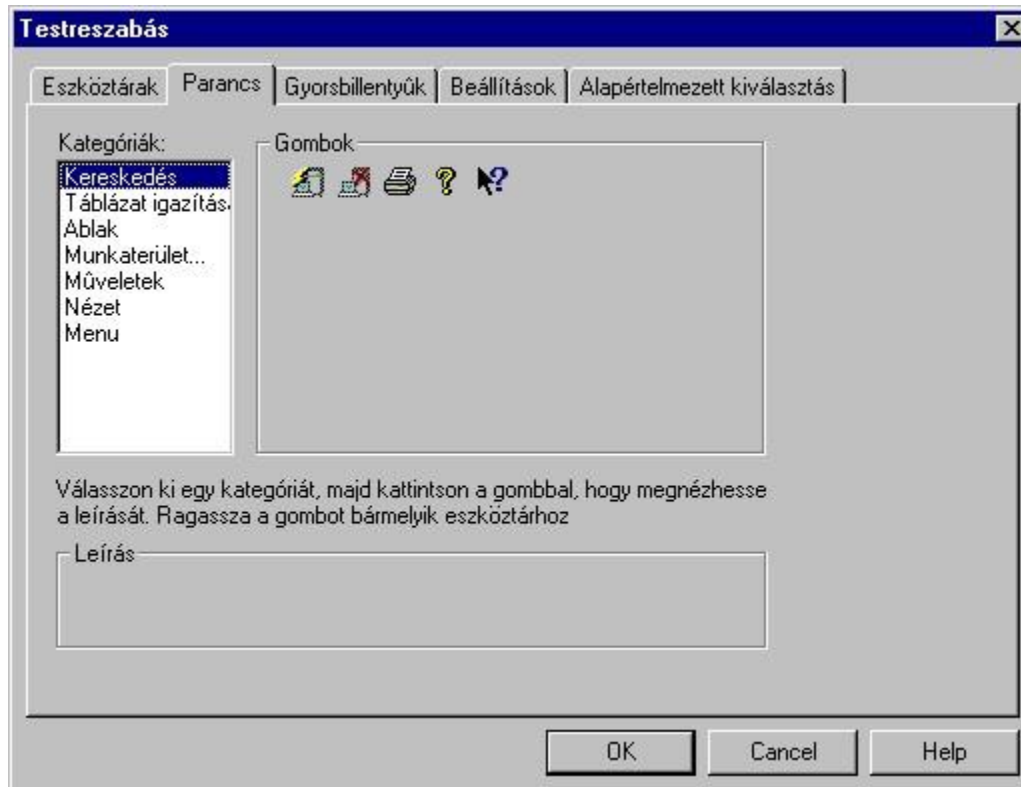 Testreszabás
Eszköztárak Parancs Gyorsbillentyûk Beállítások Alapértelmezett kiválasztás
Kategóriák:
Gombok
Kereskedés
Táblázat igazítás
Ablak
Munkaterület...
Mûveletek
Nézet
Menu
Válasszon ki egy kategóriát, majd kattintson a gombbal, hogy megnézhesse
a leírását. Ragassza a gombot bármelyik eszköztárhoz
Leírás
OK Cancel Help